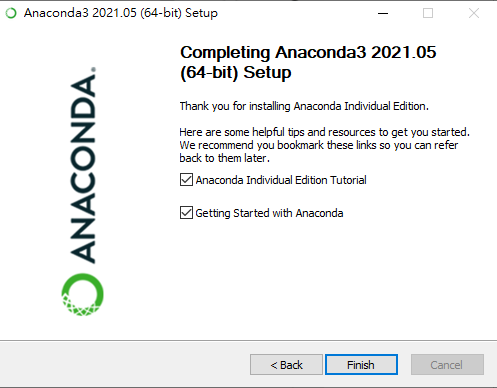 Anaconda3 2021.05 (64-bit) Setup
Completing Anaconda3 2021.05
(64-bit) Setup
ANACONDA.
Thank you for installing Anaconda Individual Edition.
Here are some helpful tips and resources to get you started.
We recommend you bookmark these links so you can refer
back to them later.
Anaconda Individual Edition Tutorial
Getting Started with Anaconda
< Back
Finish
Cancel